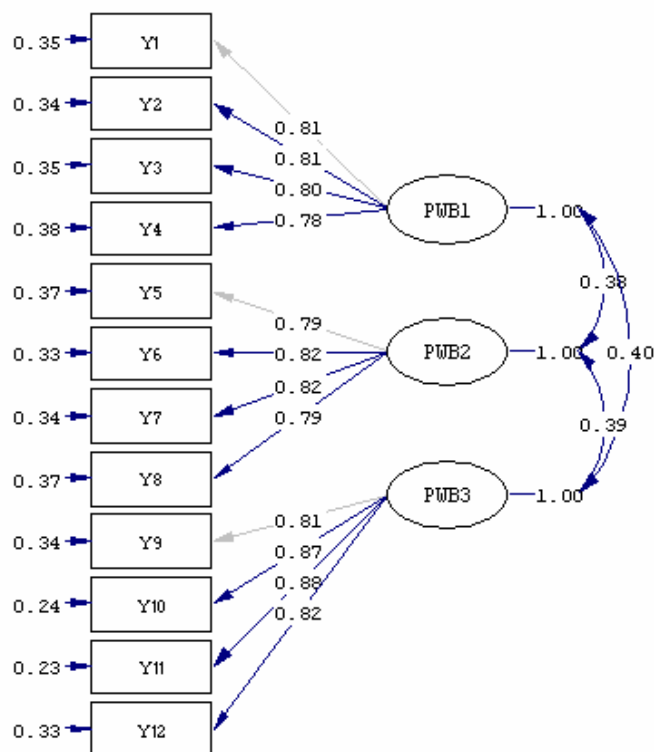 0.35 Y1
0.34 Y2
0.81
0.35 Y3
0.81
0.80
0.38 Y4
0.78
PWB1 1.00
0.37 Y5
0.38
0.79
0.33 Y6
0.82
PWB2 1.00 0.40
0.82
0.34 Y7
0.79
0.39
0.37 Y8
PWB3 1.00
0.34 Y9
0.81
0.87
0.24 Y10
0.88
0.82
0.23 Y11
0.33 Y12